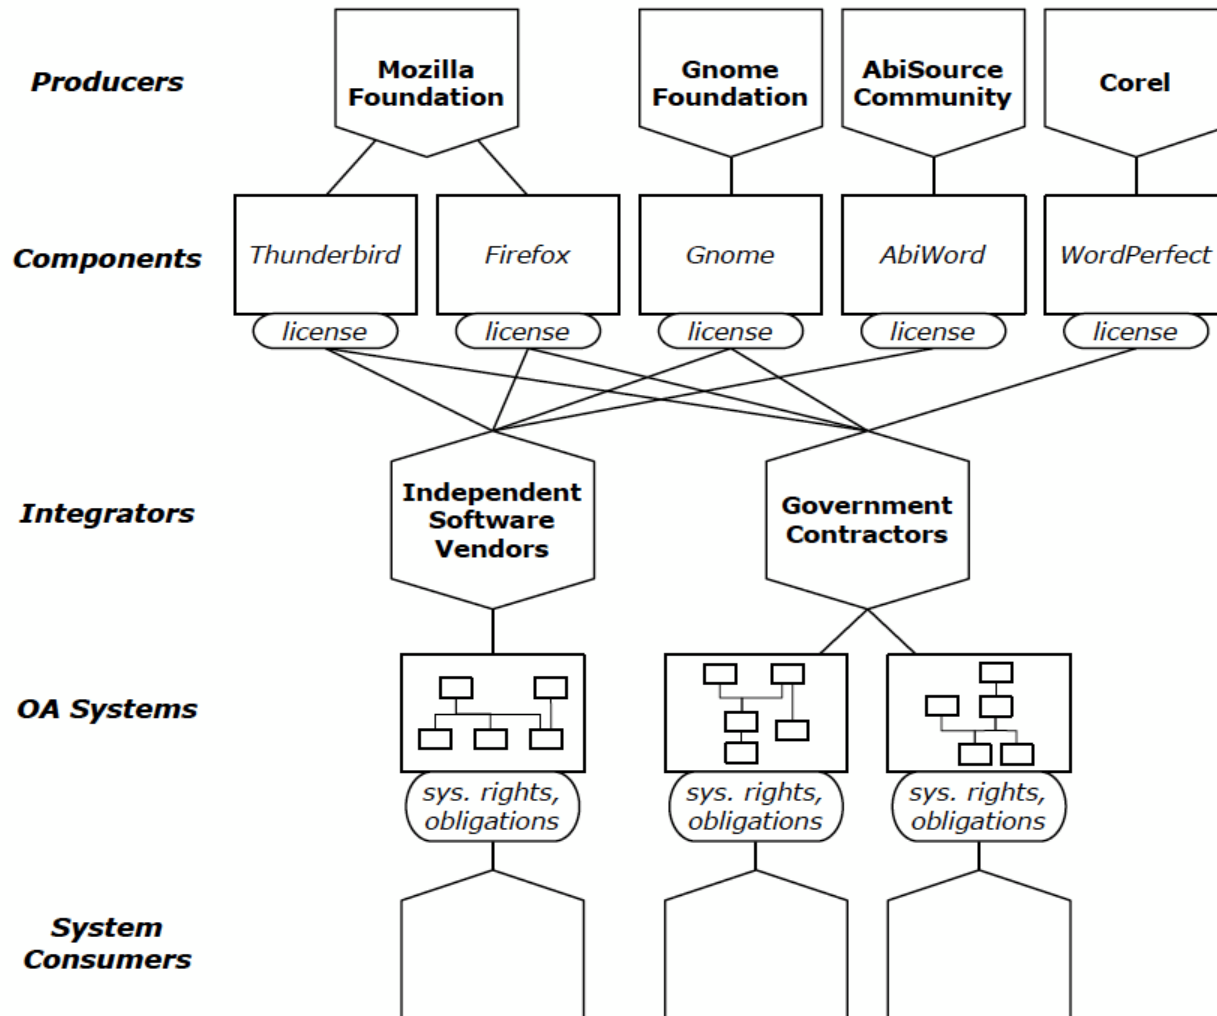 Producers
Mozilla
Foundation
Gnome
Foundation
AbiSource
Community
Corel
Components
Thunderbird
Firefox
Gnome
AbiWord
WordPerfect
license
license
license
license
license
Integrators
Independent
Software
Vendors
Government
Contractors
OA Systems
sys. rights,
obligations
sys. rights,
obligations
sys. rights,
obligations
System
Consumers